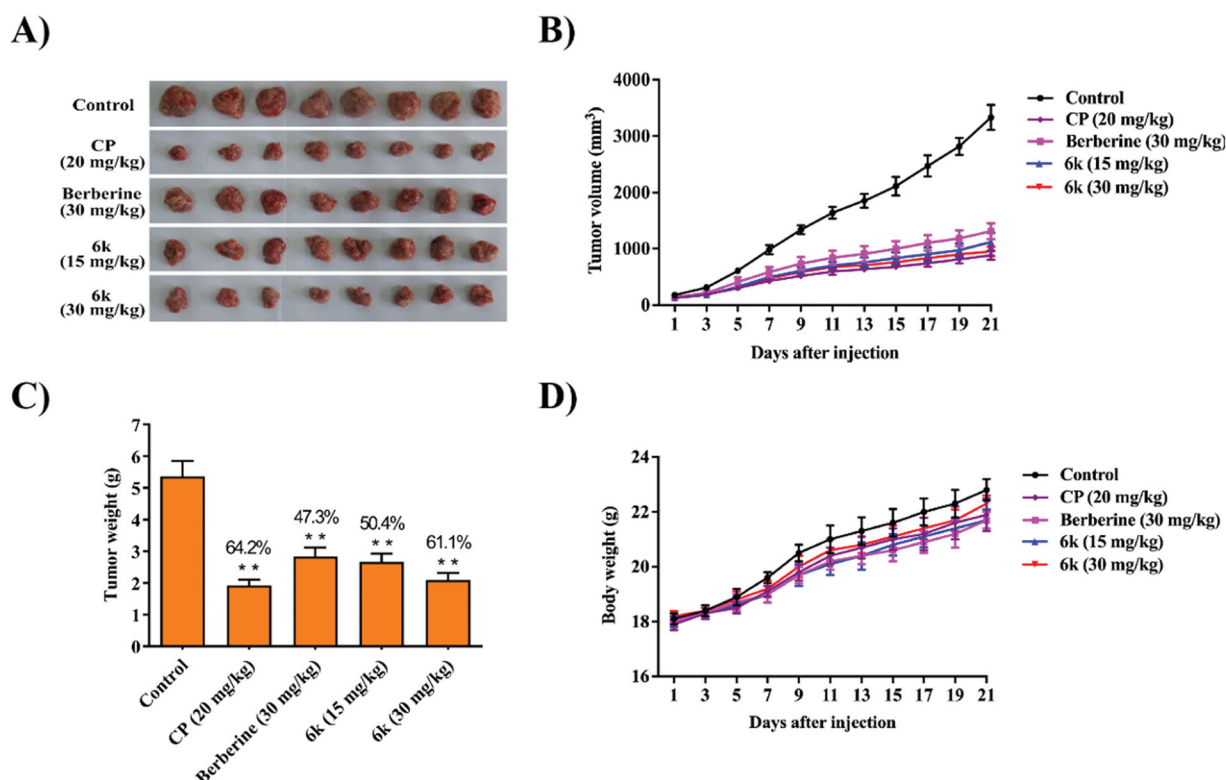 A)
Control
CP
(20 mg/kg)
Berberine
(30 mg/kg)
6k
(15 mg/kg)
6k
(30 mg/kg)
B)
Tumor volume (mm³)
4000
3000
2000
1000
0
1 3 5 7 9 11 13 15 17 19 21
Days after injection
Control
CP (20 mg/kg)
Berberine (30 mg/kg)
6k (15 mg/kg)
6k (30 mg/kg)
C)
Tumor weight (g)
7
6
5
4
3
2
1
0
64.2%
**
47.3%
**
50.4%
**
61.1%
**
Control
CP (20 mg/kg)
Berberine (30 mg/kg)
6k (15 mg/kg)
6k (30 mg/kg)
D)
Body weight (g)
24
22
20
18
16
1 3 5 7 9 11 13 15 17 19 21
Days after injection
Control
CP (20 mg/kg)
Berberine (30 mg/kg)
6k (15 mg/kg)
6k (30 mg/kg)